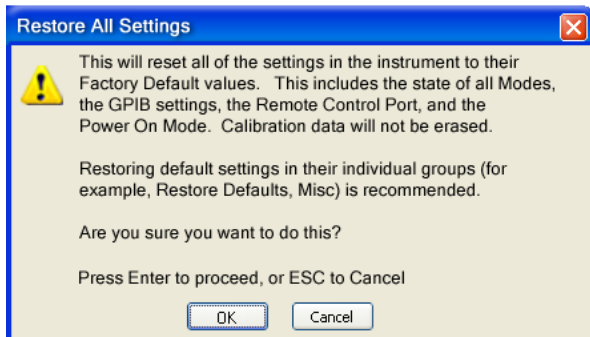 Restore All Settings
This will reset all of the settings in the instrument to their
Factory Default values. This includes the state of all Modes,
the GPIB settings, the Remote Control Port, and the
Power On Mode. Calibration data will not be erased.
Restoring default settings in their individual groups (for
example, Restore Defaults, Misc) is recommended.
Are you sure you want to do this?
Press Enter to proceed, or ESC to Cancel
OK
Cancel